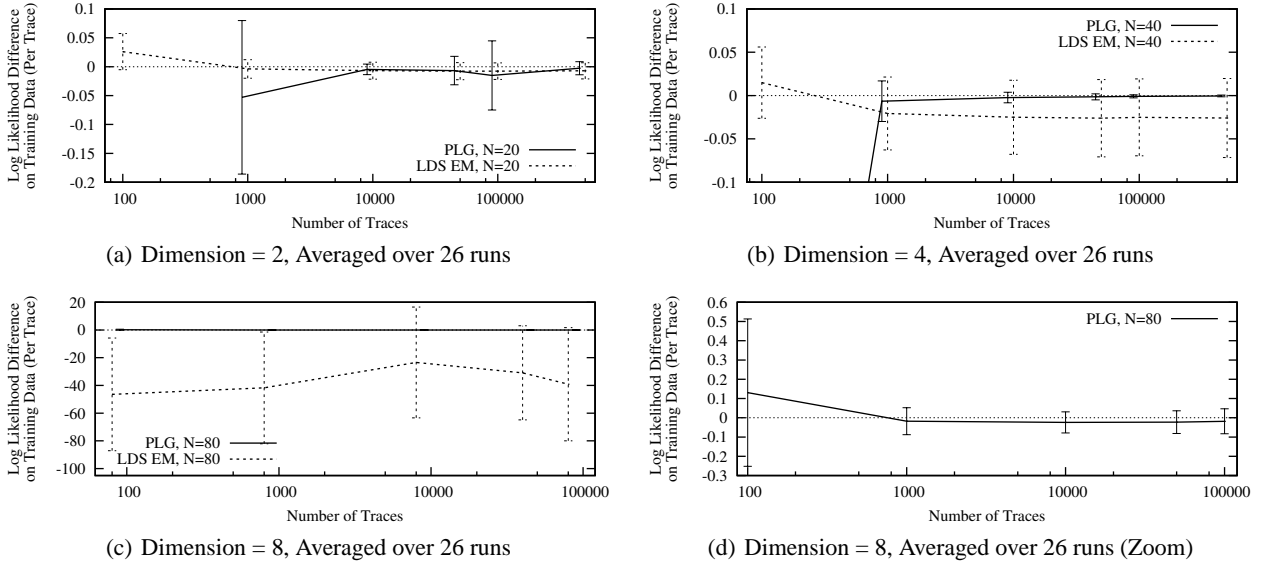 Log Likelihood Difference
on Training Data (Per Trace)
0.1
0.05
0
-0.05
-0.1
-0.15
-0.2
100
1000
10000
100000
PLG, N=20
LDS EM, N=20
Number of Traces
(a) Dimension = 2, Averaged over 26 runs
Log Likelihood Difference
on Training Data (Per Trace)
0.1
0.05
0
-0.05
-0.1
100
1000
10000
100000
PLG, N=40
LDS EM, N=40
Number of Traces
(b) Dimension = 4, Averaged over 26 runs
Log Likelihood Difference
on Training Data (Per Trace)
20
0
-20
-40
-60
-80
-100
100
1000
10000
100000
PLG, N=80
LDS EM, N=80
Number of Traces
(c) Dimension = 8, Averaged over 26 runs
Log Likelihood Difference
on Training Data (Per Trace)
0.6
0.5
0.4
0.3
0.2
0.1
0
-0.1
-0.2
-0.3
100
1000
10000
100000
PLG, N=80
Number of Traces
(d) Dimension = 8, Averaged over 26 runs (Zoom)